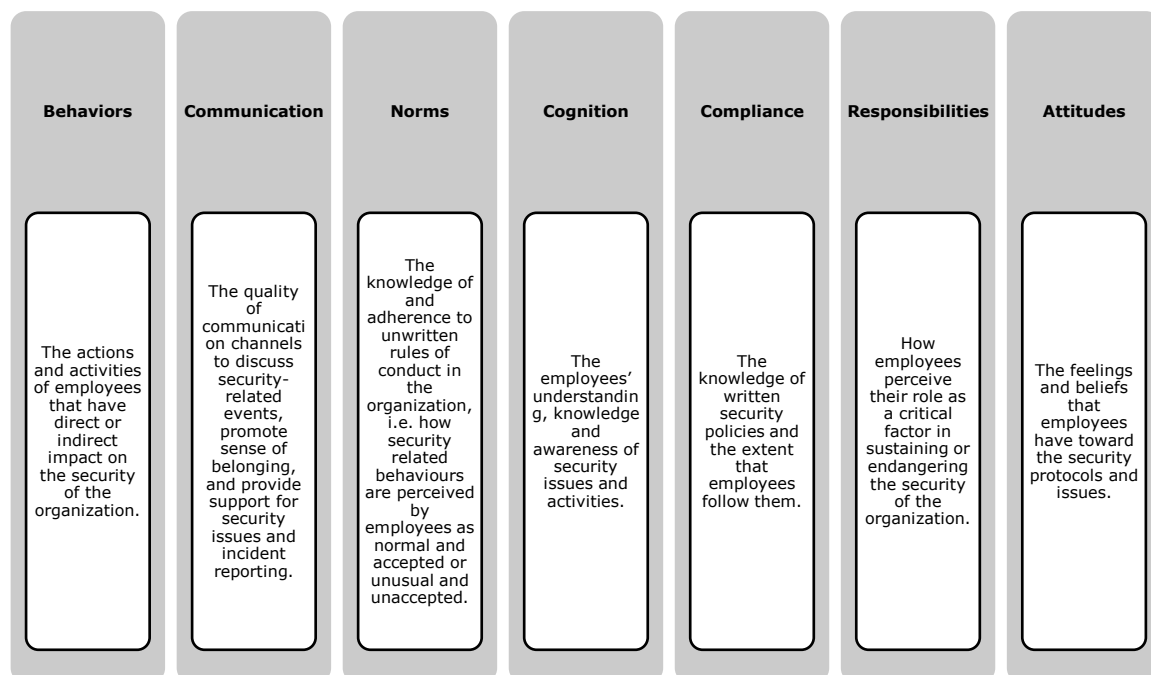 Behaviors
The actions
and activities
of employees
that have
direct or
indirect
impact on
the security
of the
organization.
Communication
The quality
of
communicati
on channels
to discuss
security-
related
events,
promote
sense of
belonging,
and provide
support for
security
issues and
incident
reporting.
Norms
The
knowledge of
and
adherence to
unwritten
rules of
conduct in
the
organization,
i.e. how
security
related
behaviours
are perceived
by
employees as
normal and
accepted or
unusual and
unaccepted.
Cognition
The
employees’
understandin
g, knowledge
and
awareness of
security
issues and
activities.
Compliance
The
knowledge of
written
security
policies and
the extent
that
employees
follow them.
Responsibilities
How
employees
perceive
their role as
a critical
factor in
sustaining or
endangering
the security
of the
organization.
Attitudes
The feelings
and beliefs
that
employees
have toward
the security
protocols and
issues.